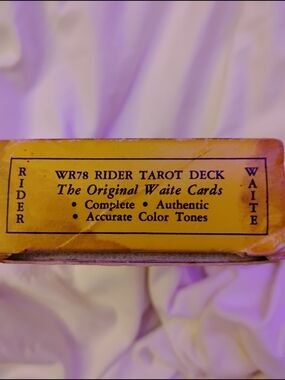 RIDER
WR78 RIDER TAROT DECK
The Original Waite Cards
• Complete • Authentic
• Accurate Color Tones
WAITE